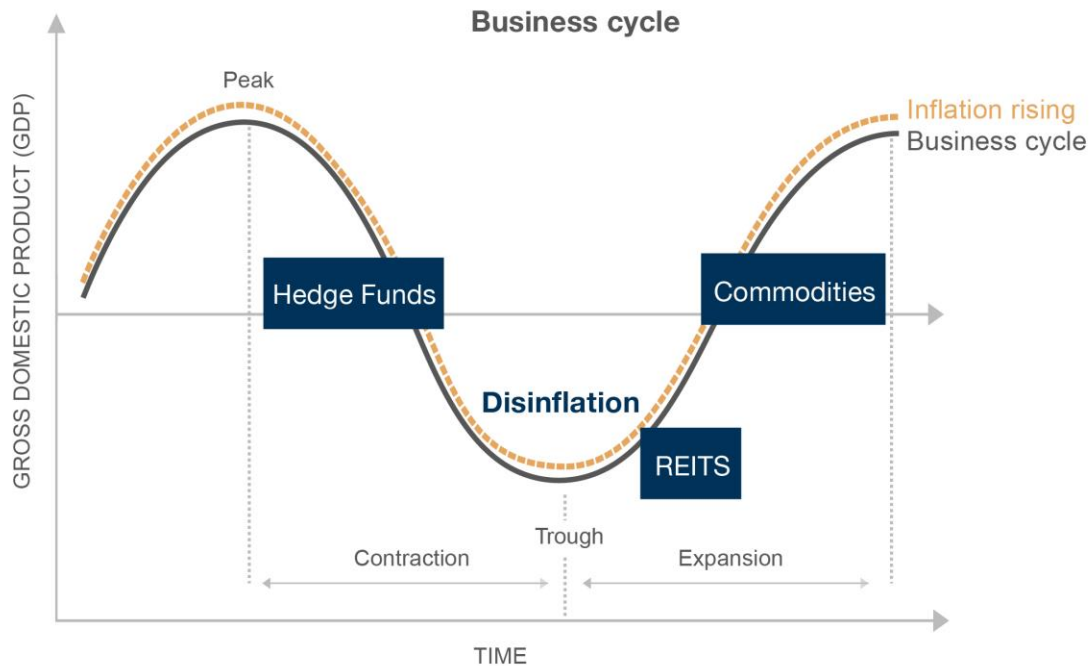 Business cycle
GROSS DOMESTIC PRODUCT (GDP)
Peak
Inflation rising
Business cycle
Hedge Funds
Commodities
Disinflation
REITS
Trough
Contraction
Expansion
TIME